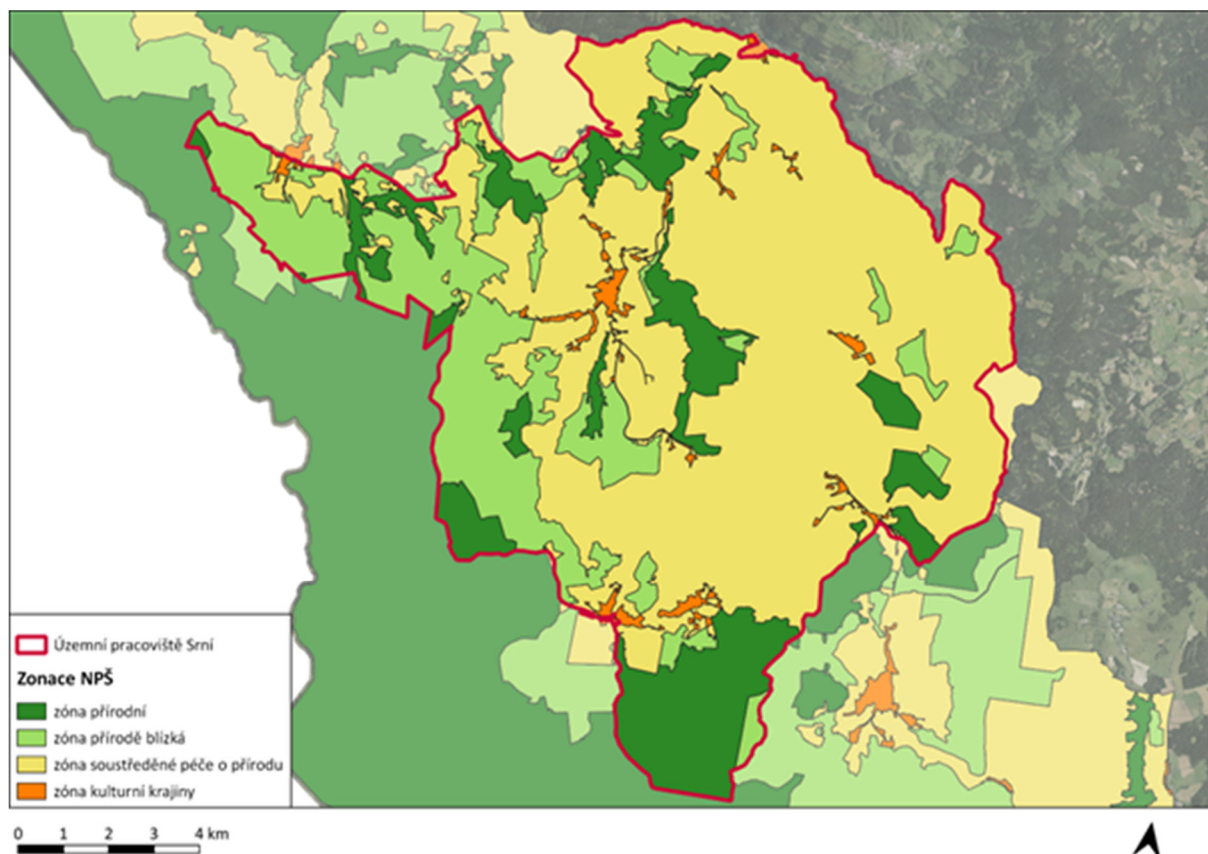 Územní pracoviště Srní
Zonace NPŠ
zóna přírodní
zóna přírodě blízká
zóna soustředěné péče o přírodu
zóna kulturní krajiny
0 1 2 3 4 km